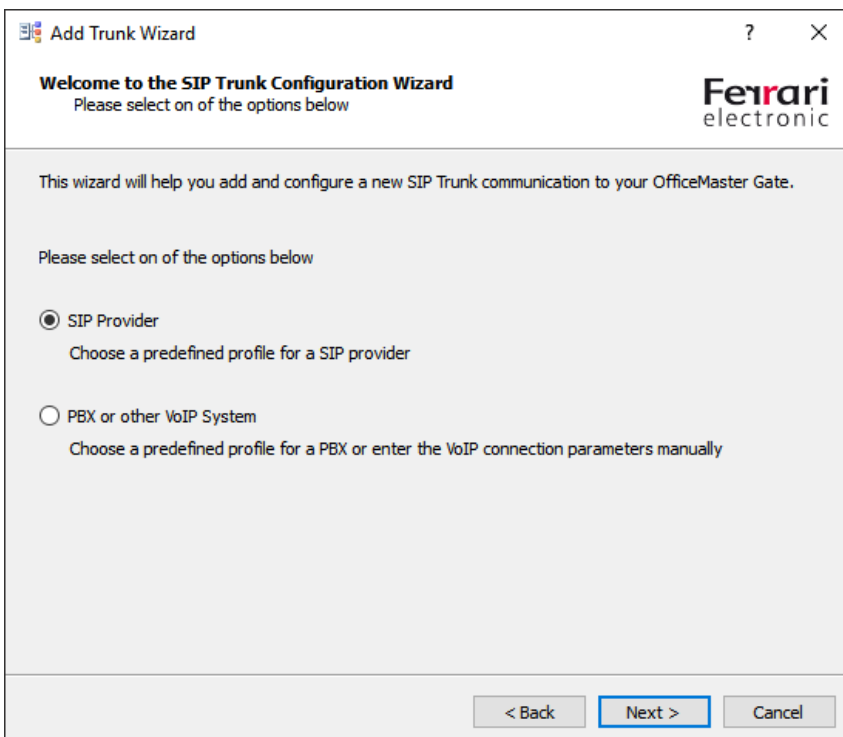 Add Trunk Wizard
?
Welcome to the SIP Trunk Configuration Wizard
Please select on of the options below
Ferrari
electronic
This wizard will help you add and configure a new SIP Trunk communication to your OfficeMaster Gate.
Please select on of the options below
SIP Provider
Choose a predefined profile for a SIP provider
PBX or other VoIP System
Choose a predefined profile for a PBX or enter the VoIP connection parameters manually
< Back
Next >
Cancel